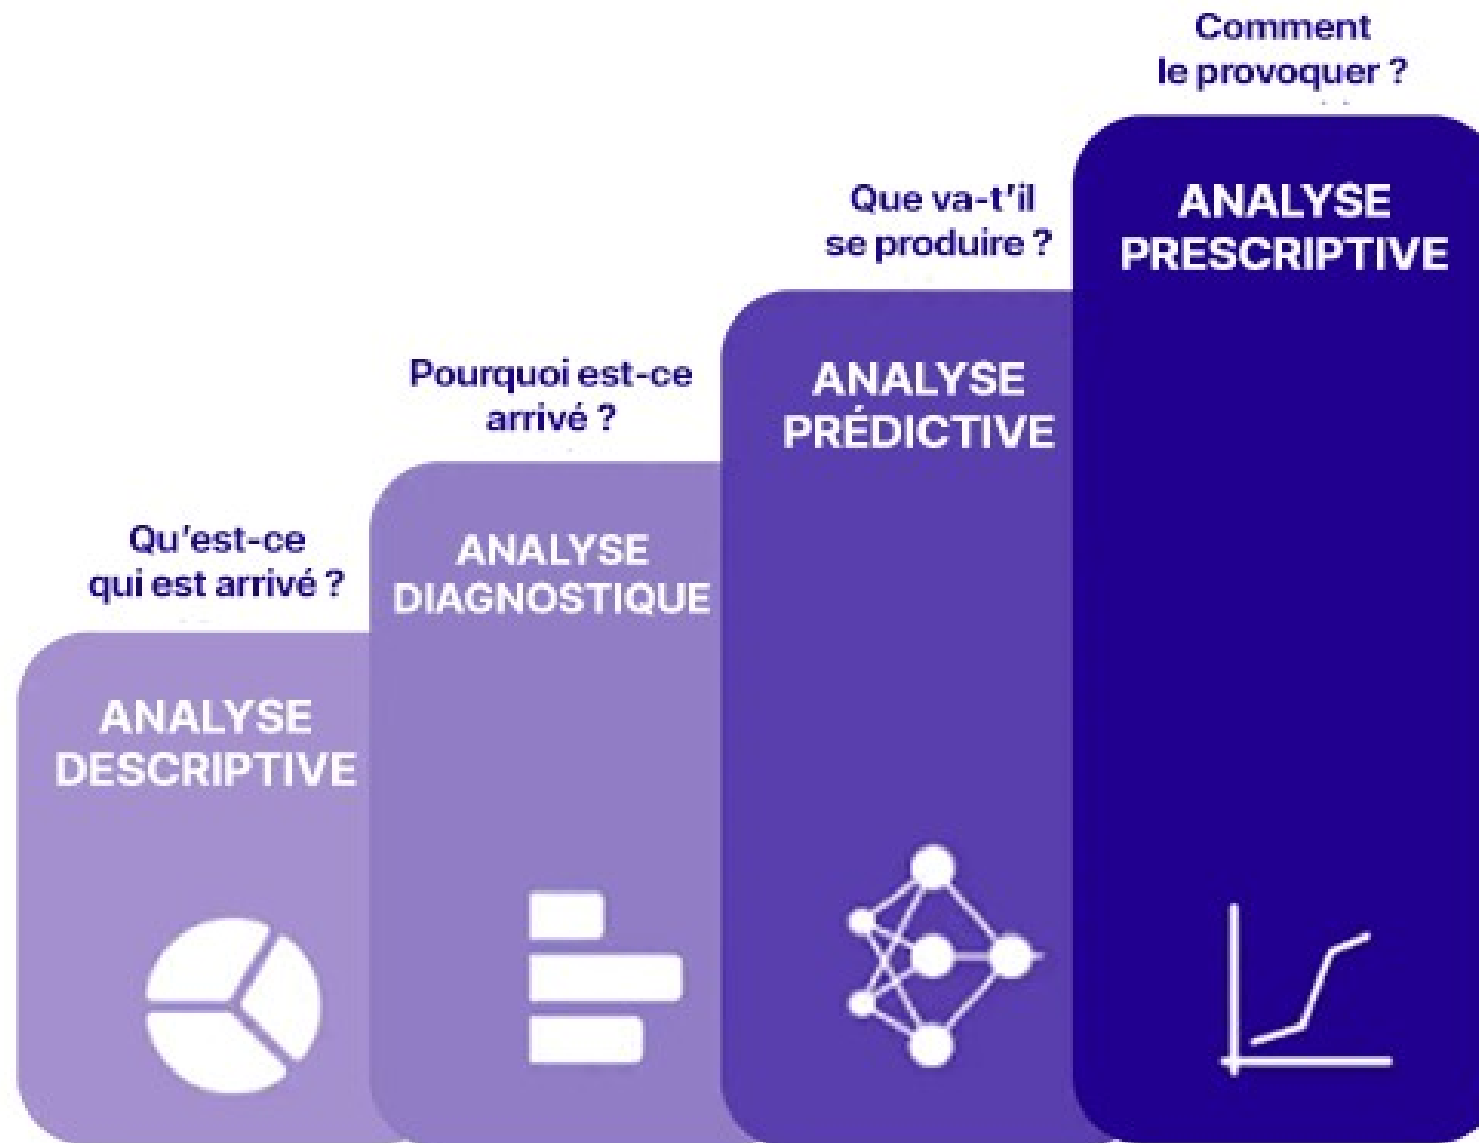 Qu'est-ce
qui est arrivé ?
ANALYSE
DESCRIPTIVE
Pourquoi est-ce
arrivé ?
ANALYSE
DIAGNOSTIQUE
Que va-t'il
se produire ?
ANALYSE
PRÉDICTIVE
Comment
le provoquer ?
ANALYSE
PRESCRIPTIVE